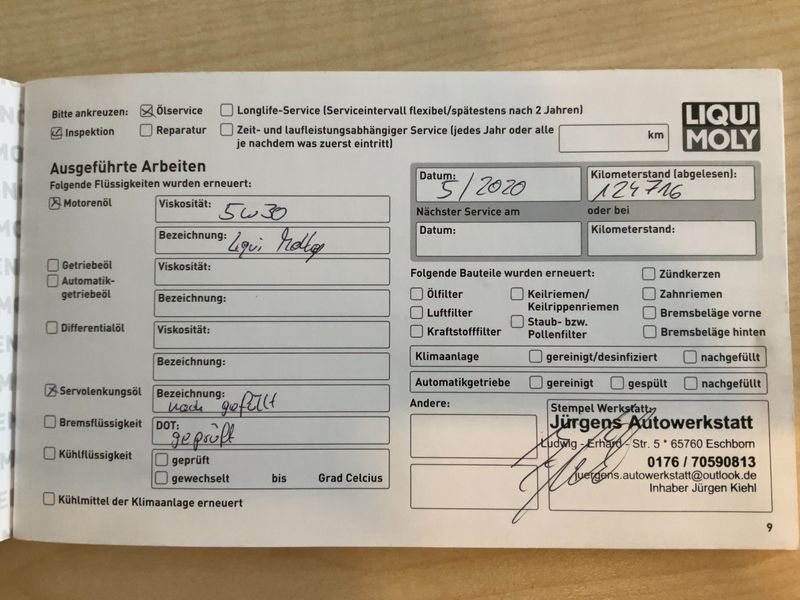 Bitte ankreuzen: Ölservice Longlife-Service (Serviceintervall flexibel/spätestens nach 2 Jahren)
Inspektion Reparatur Zeit- und laufleistungsabhängiger Service (jedes Jahr oder alle
je nachdem was zuerst eintritt) km
LIQUI
MOLY
Ausgeführte Arbeiten
Folgende Flüssigkeiten wurden erneuert:
Motorenöl Viskosität: 5w30
Bezeichnung: Liqui
Getriebeöl Viskosität:
Automatik-
getriebeöl
Bezeichnung:
Differentialöl Viskosität:
Bezeichnung:
Servolenkungsöl Bezeichnung:
nach gefüllt
Bremsflüssigkeit DOT:
geprüft
Kühlflüssigkeit geprüft
gewechselt bis Grad Celcius
Kühlmittel der Klimaanlage erneuert
Datum: Kilometerstand (abgelesen):
5/2020 124716
Nächster Service am oder bei
Datum: Kilometerstand:
Folgende Bauteile wurden erneuert: Zündkerzen
Ölfilter Keilriemen/ Zahnriemen
Keilrippenriemen
Luftfilter Bremsbeläge vorne
Staub- bzw.
Kraftstofffilter Pollenfilter Bremsbeläge hinten
Klimaanlage gereinigt/desinfiziert nachgefüllt
Automatikgetriebe gereinigt gespült nachgefüllt
Andere: Stempel Werkstatt:
Jürgens Autowerkstatt
Ludwig - Erhard - Str. 5 * 65760 Eschborn
0176 / 70590813
juergens.autowerkstatt@outlook.de
Inhaber Jürgen Kiehl
9